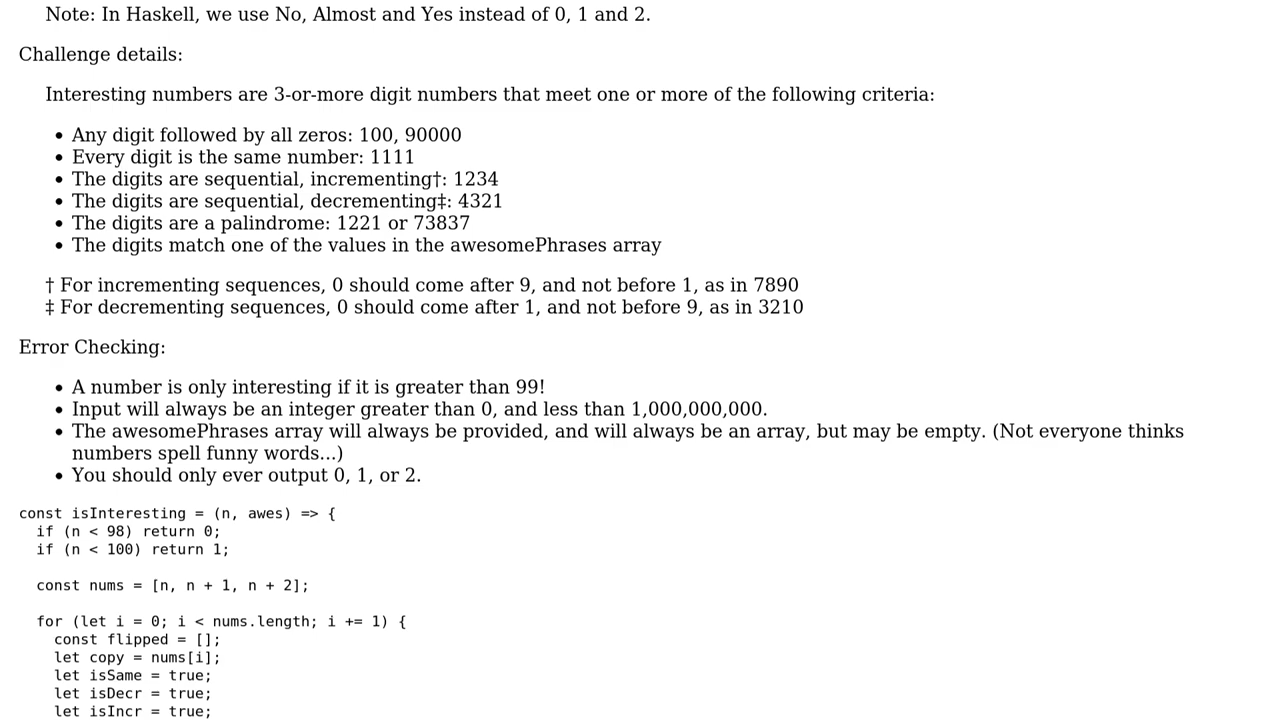 Note: In Haskell, we use No, Almost and Yes instead of 0, 1 and 2.
Challenge details:
Interesting numbers are 3-or-more digit numbers that meet one or more of the following criteria:
• Any digit followed by all zeros: 100, 90000
• Every digit is the same number: 1111
• The digits are sequential, incrementing†: 1234
• The digits are sequential, decrementing‡: 4321
• The digits are a palindrome: 1221 or 73837
• The digits match one of the values in the awesomePhrases array
† For incrementing sequences, 0 should come after 9, and not before 1, as in 7890
‡ For decrementing sequences, 0 should come after 1, and not before 9, as in 3210
Error Checking:
• A number is only interesting if it is greater than 99!
• Input will always be an integer greater than 0, and less than 1,000,000,000.
• The awesomePhrases array will always be provided, and will always be an array, but may be empty. (Not everyone thinks
numbers spell funny words...)
• You should only ever output 0, 1, or 2.
const isInteresting = (n, awes) => {
  if (n < 98) return 0;
  if (n < 100) return 1;
  const nums = [n, n + 1, n + 2];
  for (let i = 0; i < nums.length; i += 1) {
    const flipped = [];
    let copy = nums[i];
    let isSame = true;
    let isDecr = true;
    let isIncr = true;